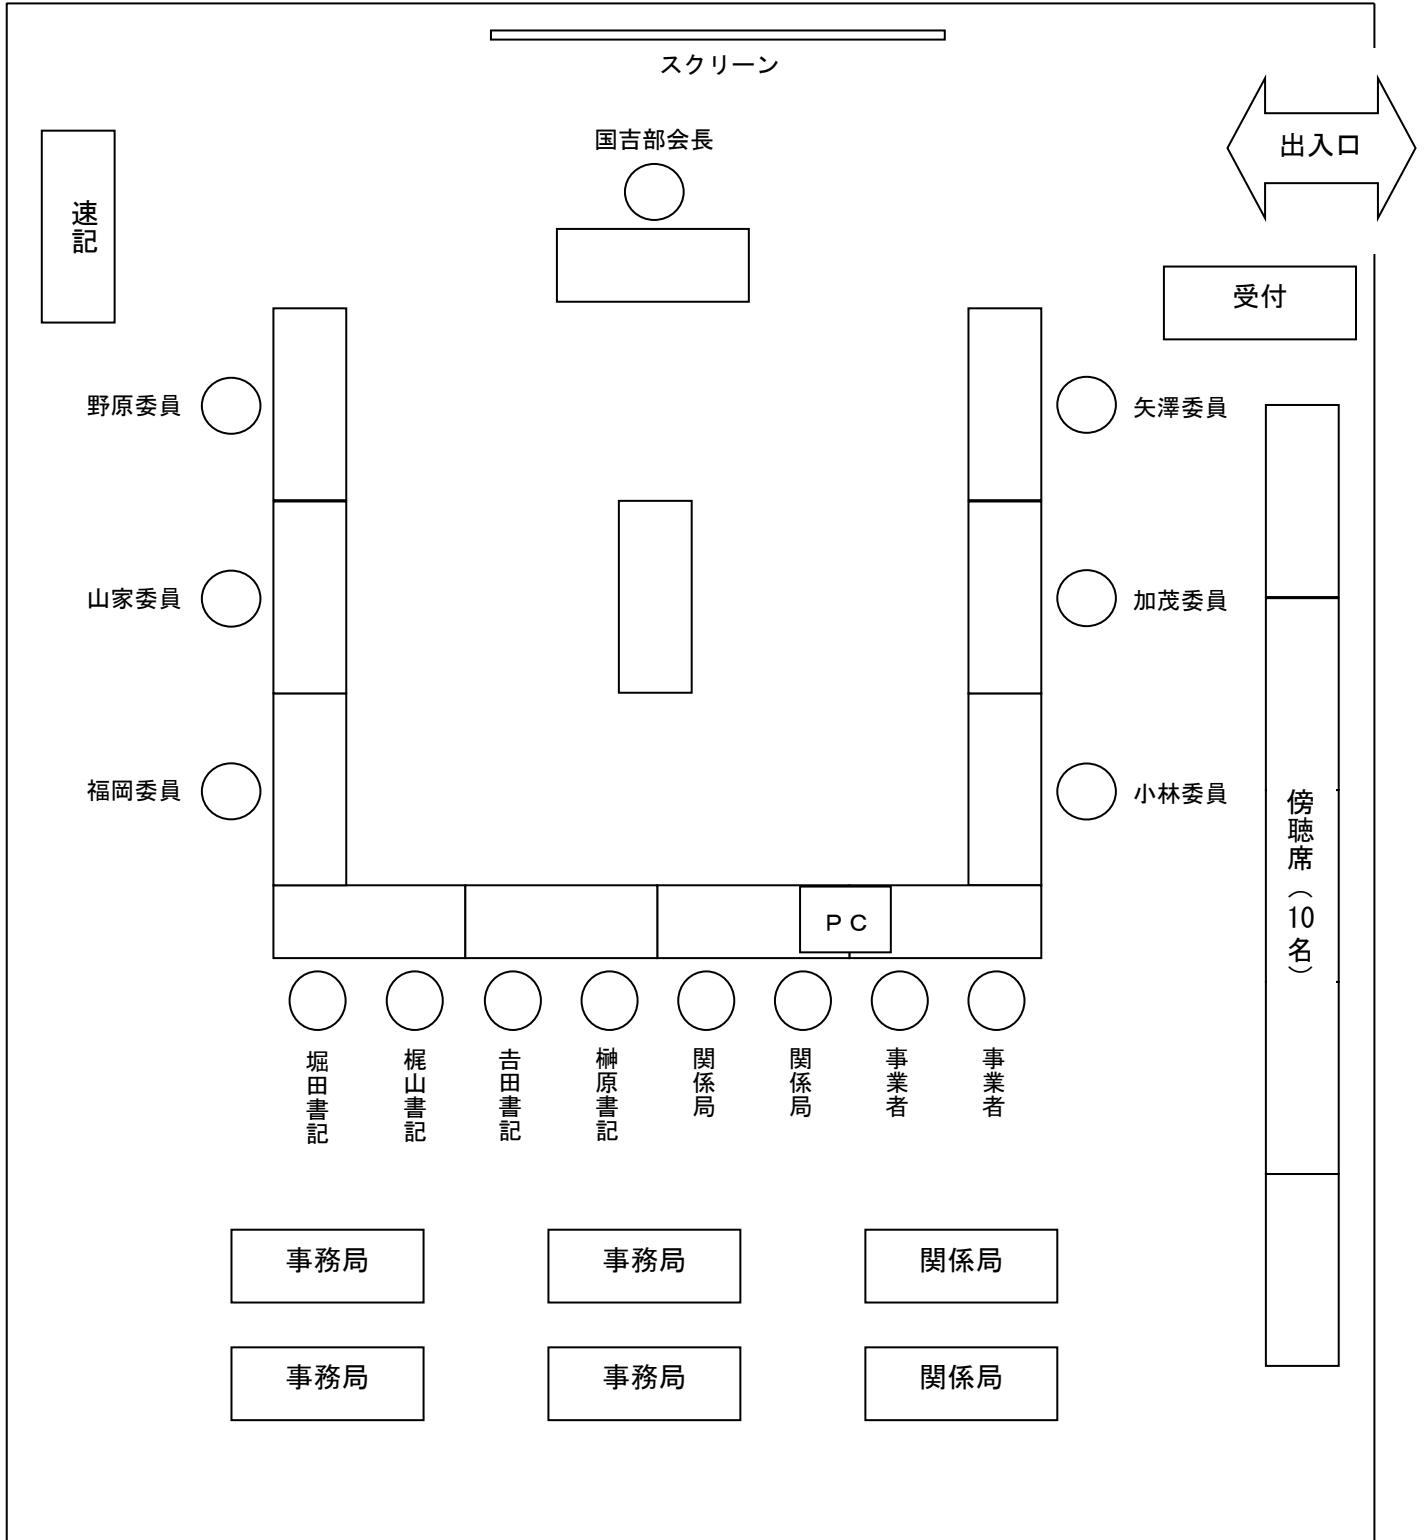 スクリーン
国吉部会長
出入口
速記
受付
野原委員
矢澤委員
山家委員
加茂委員
福岡委員
小林委員
傍聴席(10名)
ＰＣ
堀田書記
梶山書記
𠮷田書記
榊原書記
関係局
関係局
事業者
事業者
事務局
事務局
関係局
事務局
事務局
関係局